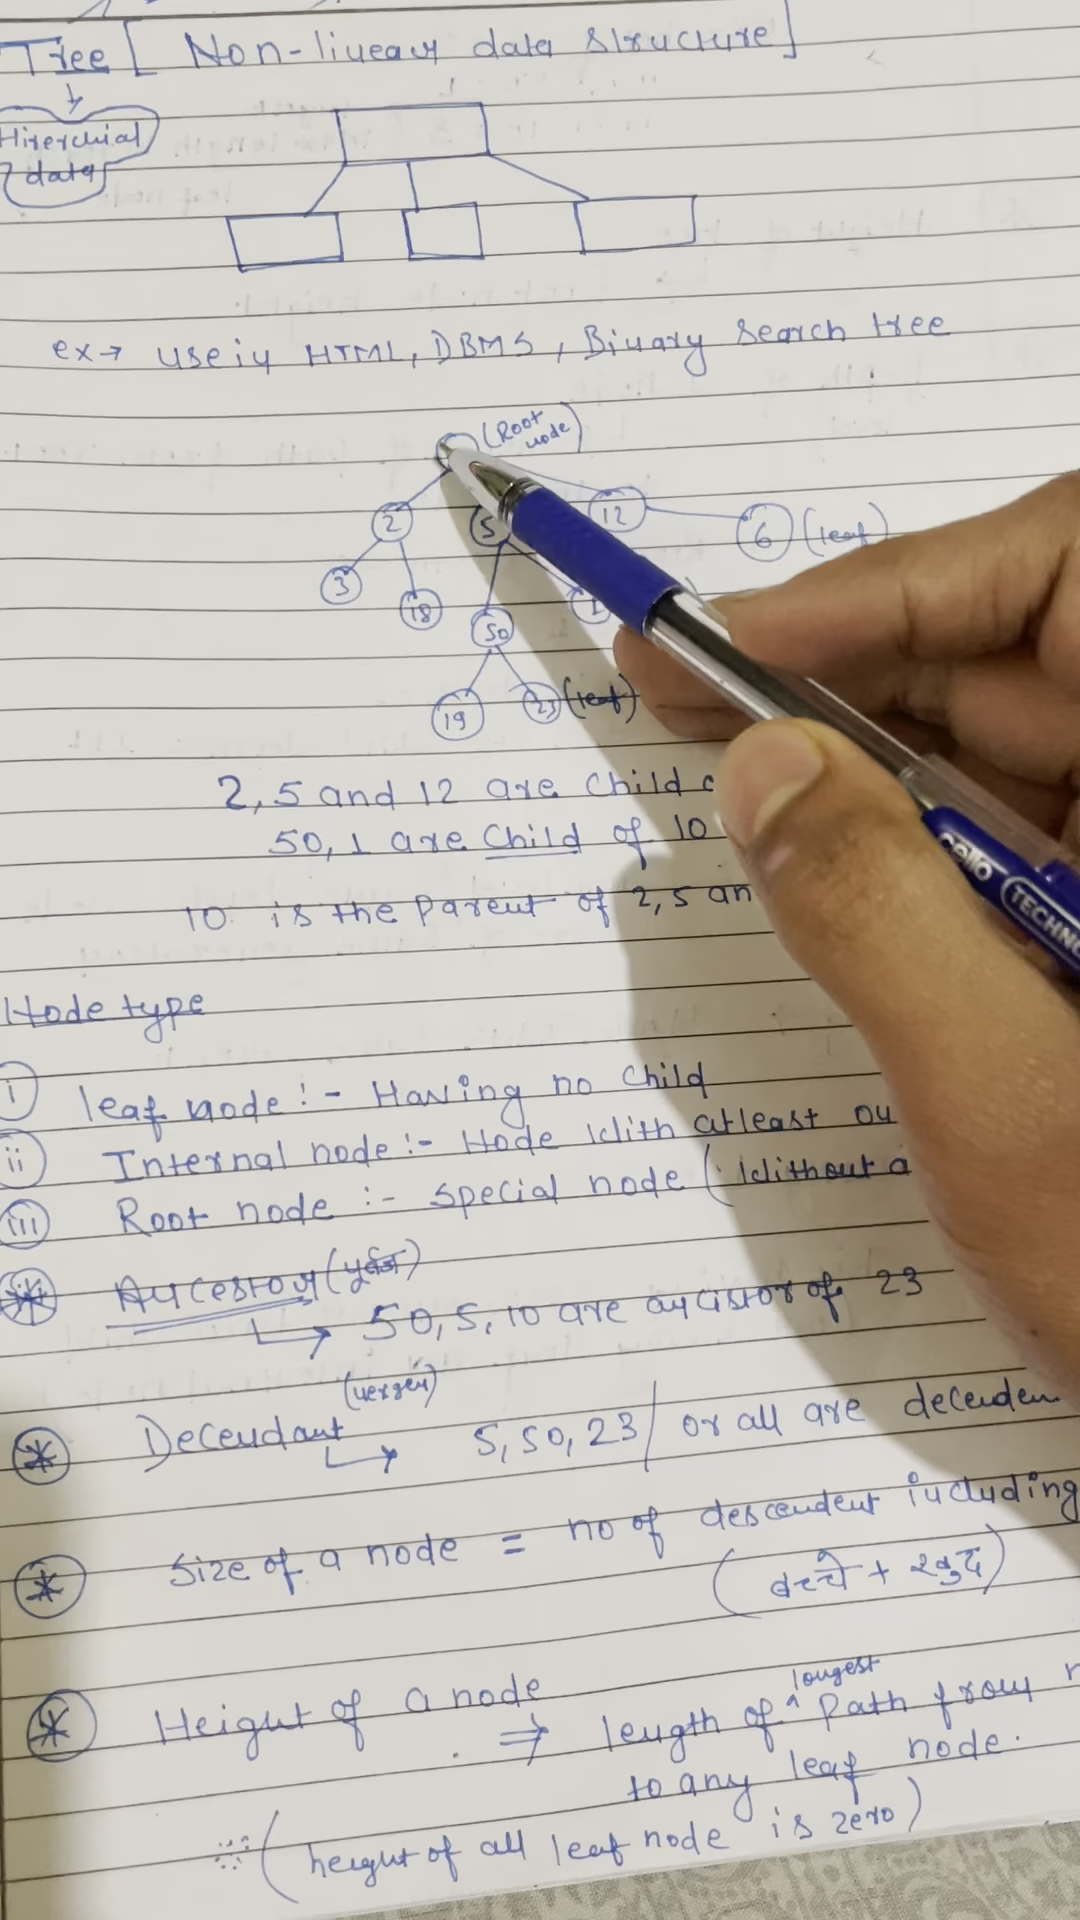 Tree [ Non-linear data structure ]
Hirerchial
data
ex→ use in HTML, DBMS, Binary search tree
(Root
node)
2 5 12 6 (leaf)
3 18 50 1
19 23 (leaf)
2, 5 and 12 are child
50, 1 are Child of 10
10 is the parent of 2, 5 an
Node type
i leaf node :- Having no child
ii Internal node :- Node With atleast on
iii Root node :- special node ( Without a
Ancestor (पूर्वज)
↳ 50, 5, 10 are ancistor of 23
* Decendant ↳ 5, 50, 23 / or all are decenden
* Size of a node = no of descendent including
(बच्चे + खुद)
* Height of a node ⇒ length of ^ longest Path from
to any leaf node.
(height of all leaf node is zero)
cello
TECHNO